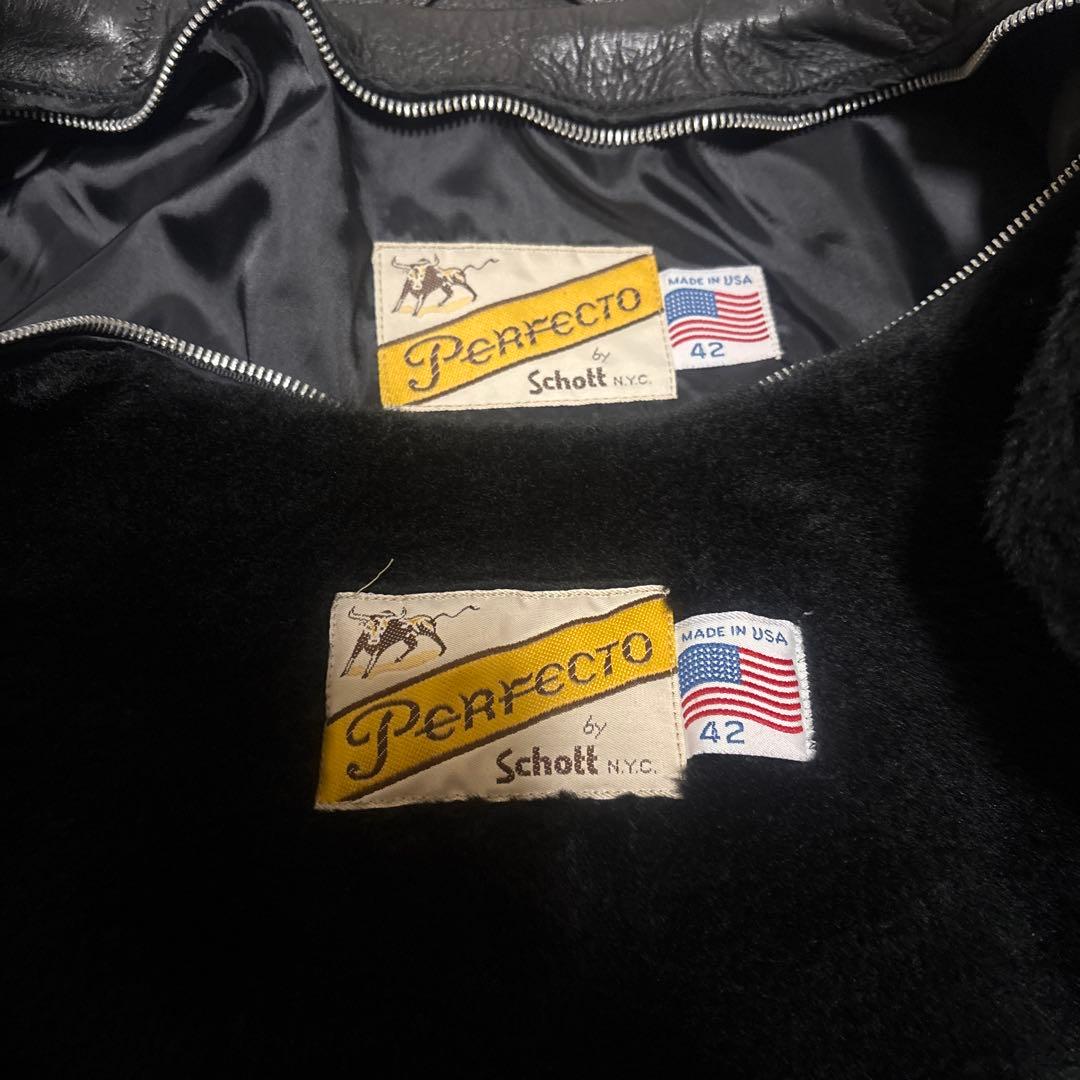 PERFECTO
by
Schott N.Y.C.
MADE IN USA
42
PERFECTO
by
Schott N.Y.C.
MADE IN USA
42